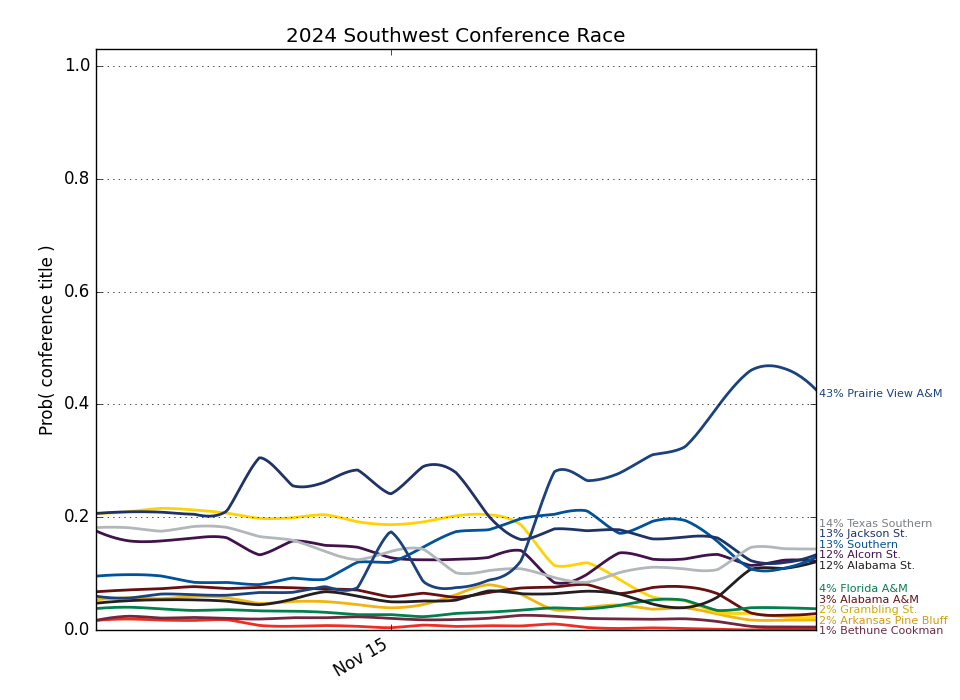 2024 Southwest Conference Race
1.0
0.8
0.6
0.4
0.2
0.0
Prob( conference title )
Nov 15
43% Prairie View A&M
14% Texas Southern
13% Jackson St.
13% Southern
12% Alcorn St.
12% Alabama St.
4% Florida A&M
3% Alabama A&M
2% Grambling St.
2% Arkansas Pine Bluff
1% Bethune Cookman